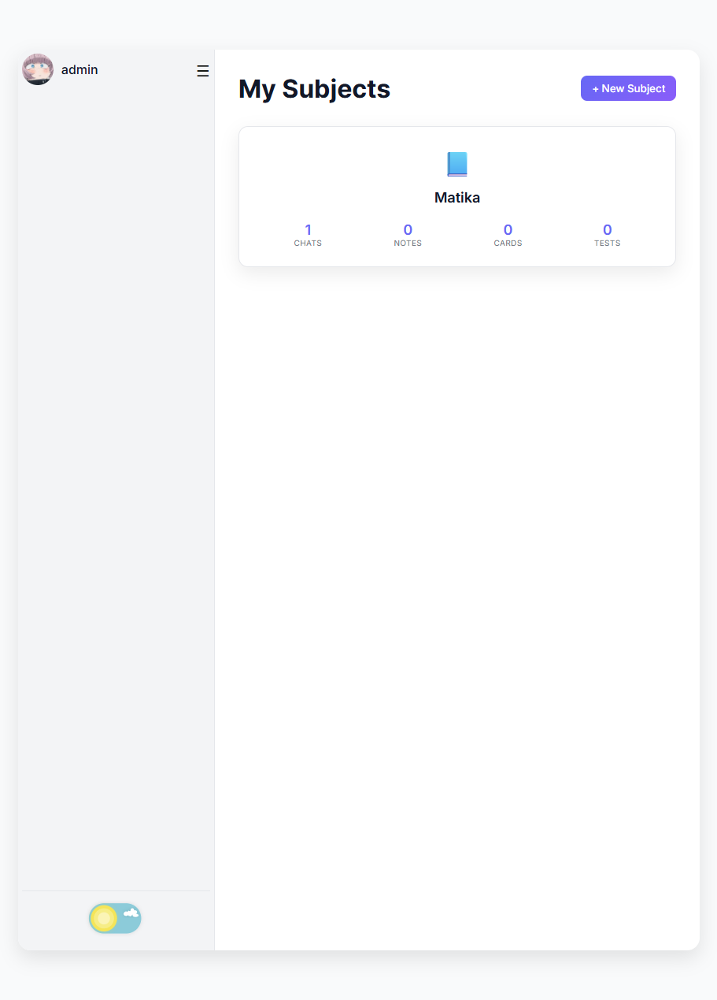 admin
My Subjects
+ New Subject
Matika
1 0 0 0
CHATS NOTES CARDS TESTS